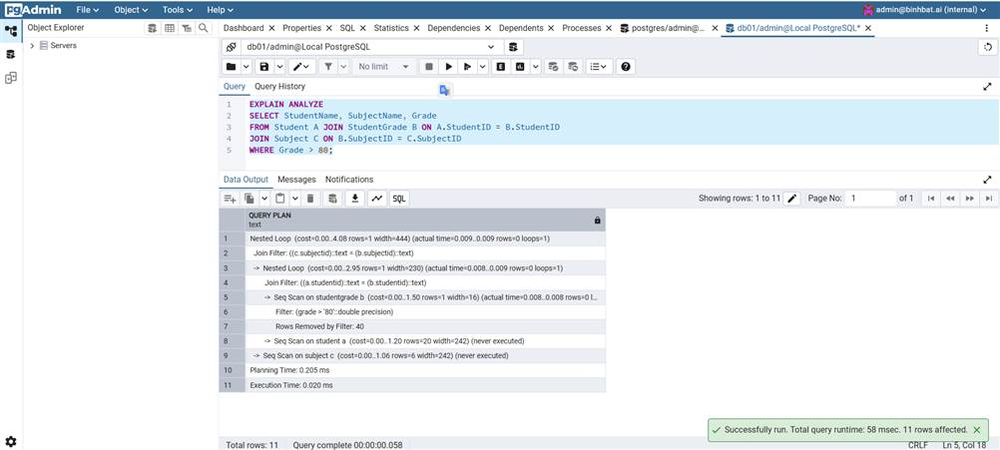 pgAdmin File Object Tools Help admin@binhbat.ai (internal)
Object Explorer
Dashboard Properties SQL Statistics Dependencies Dependents Processes postgres/admin@... db01/admin@Local PostgreSQL*
Servers
db01/admin@Local PostgreSQL
No limit
Query Query History
1 EXPLAIN ANALYZE
2 SELECT StudentName, SubjectName, Grade
3 FROM Student A JOIN StudentGrade B ON A.StudentID = B.StudentID
4 JOIN Subject C ON B.SubjectID = C.SubjectID
5 WHERE Grade > 80;
Data Output Messages Notifications
SQL Showing rows: 1 to 11 Page No: 1 of 1
QUERY PLAN
text
1 Nested Loop (cost=0.00..4.08 rows=1 width=444) (actual time=0.009..0.009 rows=0 loops=1)
2 Join Filter: ((c.subjectid)::text = (b.subjectid)::text)
3 -> Nested Loop (cost=0.00..2.95 rows=1 width=230) (actual time=0.008..0.009 rows=0 loops=1)
4 Join Filter: ((a.studentid)::text = (b.studentid)::text)
5 -> Seq Scan on studentgrade b (cost=0.00..1.50 rows=1 width=16) (actual time=0.008..0.008 rows=0 l...
6 Filter: (grade > '80'::double precision)
7 Rows Removed by Filter: 40
8 -> Seq Scan on student a (cost=0.00..1.20 rows=20 width=242) (never executed)
9 -> Seq Scan on subject c (cost=0.00..1.06 rows=6 width=242) (never executed)
10 Planning Time: 0.205 ms
11 Execution Time: 0.020 ms
Successfully run. Total query runtime: 58 msec. 11 rows affected.
Total rows: 11 Query complete 00:00:00.058 CRLF Ln 5, Col 18